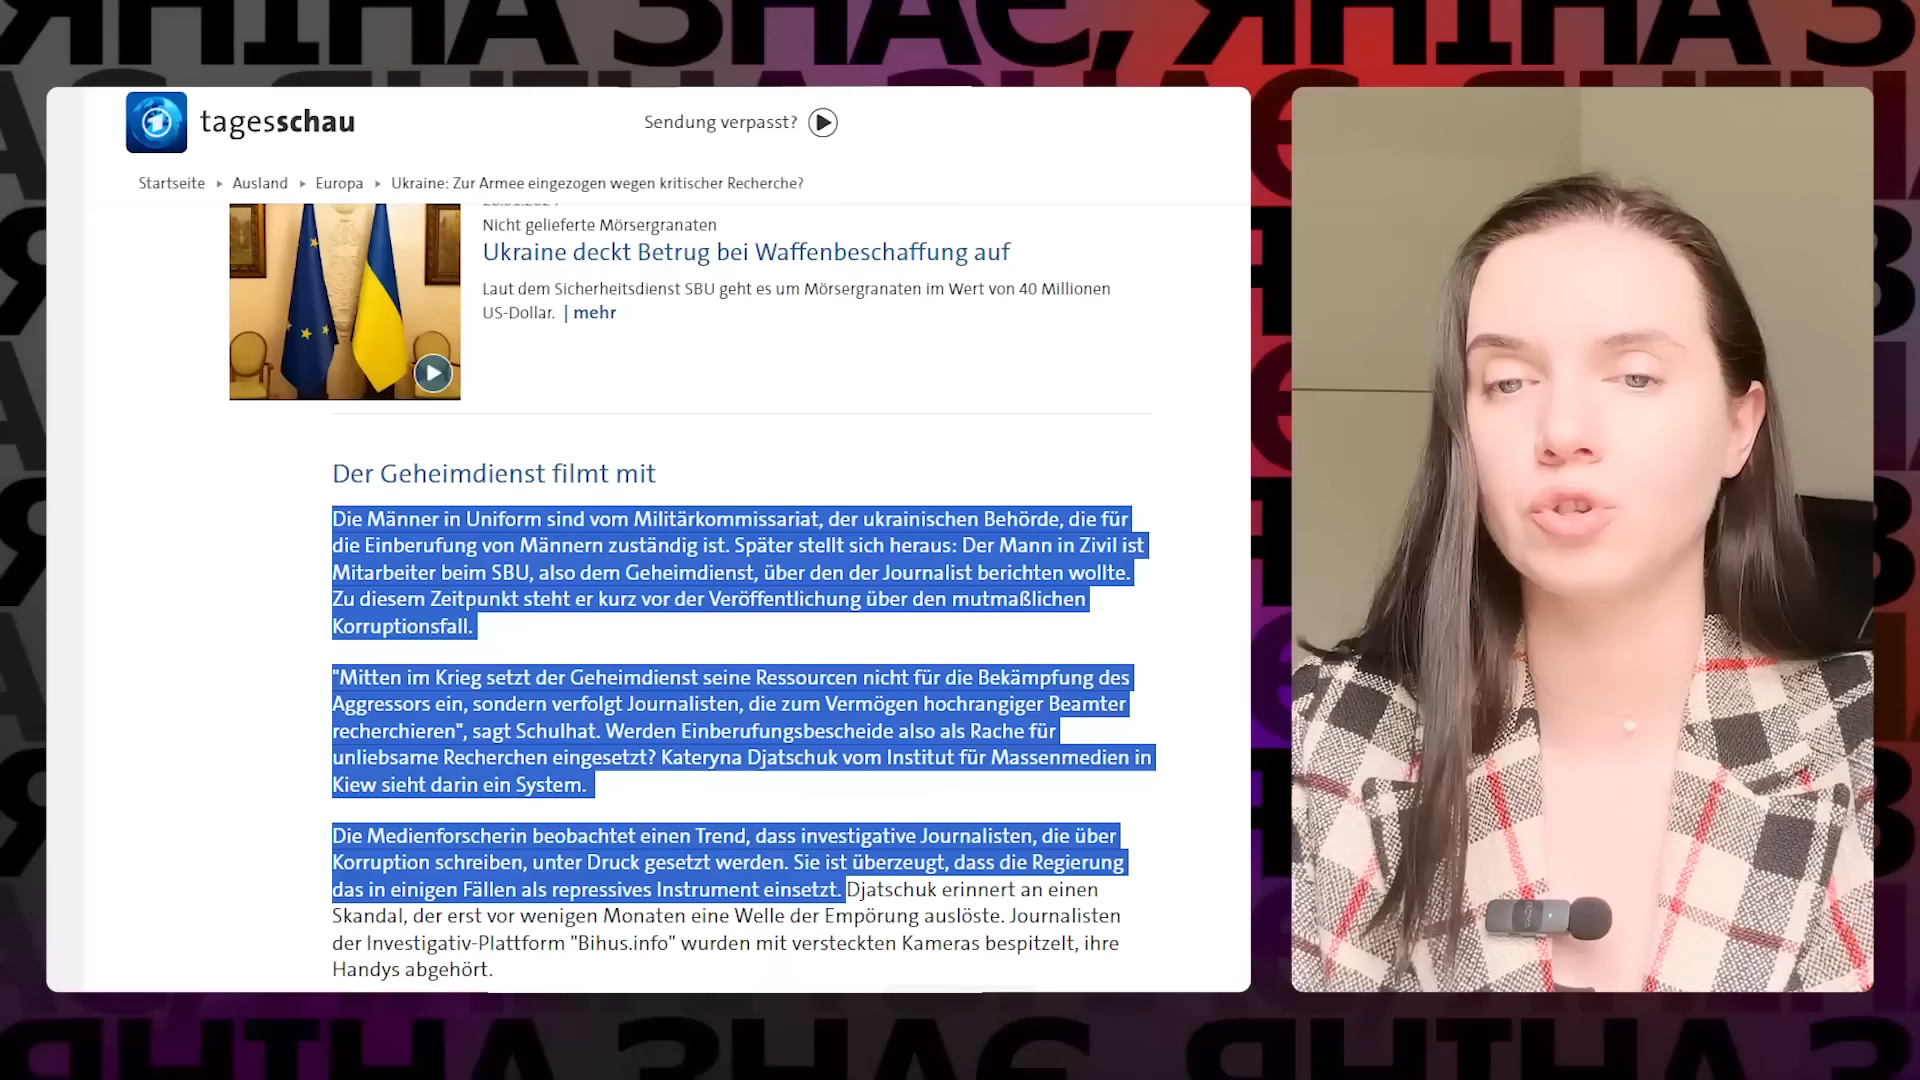 ЯНІНА ЗНАЄ, ЯНІНА З
tagesschau
Sendung verpasst?
Startseite ▸ Ausland ▸ Europa ▸ Ukraine: Zur Armee eingezogen wegen kritischer Recherche?
Nicht gelieferte Mörsergranaten
Ukraine deckt Betrug bei Waffenbeschaffung auf
Laut dem Sicherheitsdienst SBU geht es um Mörsergranaten im Wert von 40 Millionen
US-Dollar. | mehr
Der Geheimdienst filmt mit
Die Männer in Uniform sind vom Militärkommissariat, der ukrainischen Behörde, die für
die Einberufung von Männern zuständig ist. Später stellt sich heraus: Der Mann in Zivil ist
Mitarbeiter beim SBU, also dem Geheimdienst, über den der Journalist berichten wollte.
Zu diesem Zeitpunkt steht er kurz vor der Veröffentlichung über den mutmaßlichen
Korruptionsfall.
"Mitten im Krieg setzt der Geheimdienst seine Ressourcen nicht für die Bekämpfung des
Aggressors ein, sondern verfolgt Journalisten, die zum Vermögen hochrangiger Beamter
recherchieren", sagt Schulhat. Werden Einberufungsbescheide also als Rache für
unliebsame Recherchen eingesetzt? Kateryna Djatschuk vom Institut für Massenmedien in
Kiew sieht darin ein System.
Die Medienforscherin beobachtet einen Trend, dass investigative Journalisten, die über
Korruption schreiben, unter Druck gesetzt werden. Sie ist überzeugt, dass die Regierung
das in einigen Fällen als repressives Instrument einsetzt. Djatschuk erinnert an einen
Skandal, der erst vor wenigen Monaten eine Welle der Empörung auslöste. Journalisten
der Investigativ-Plattform "Bihus.info" wurden mit versteckten Kameras bespitzelt, ihre
Handys abgehört.
ЯНІНА ЗНАЄ, ЯНІНА З